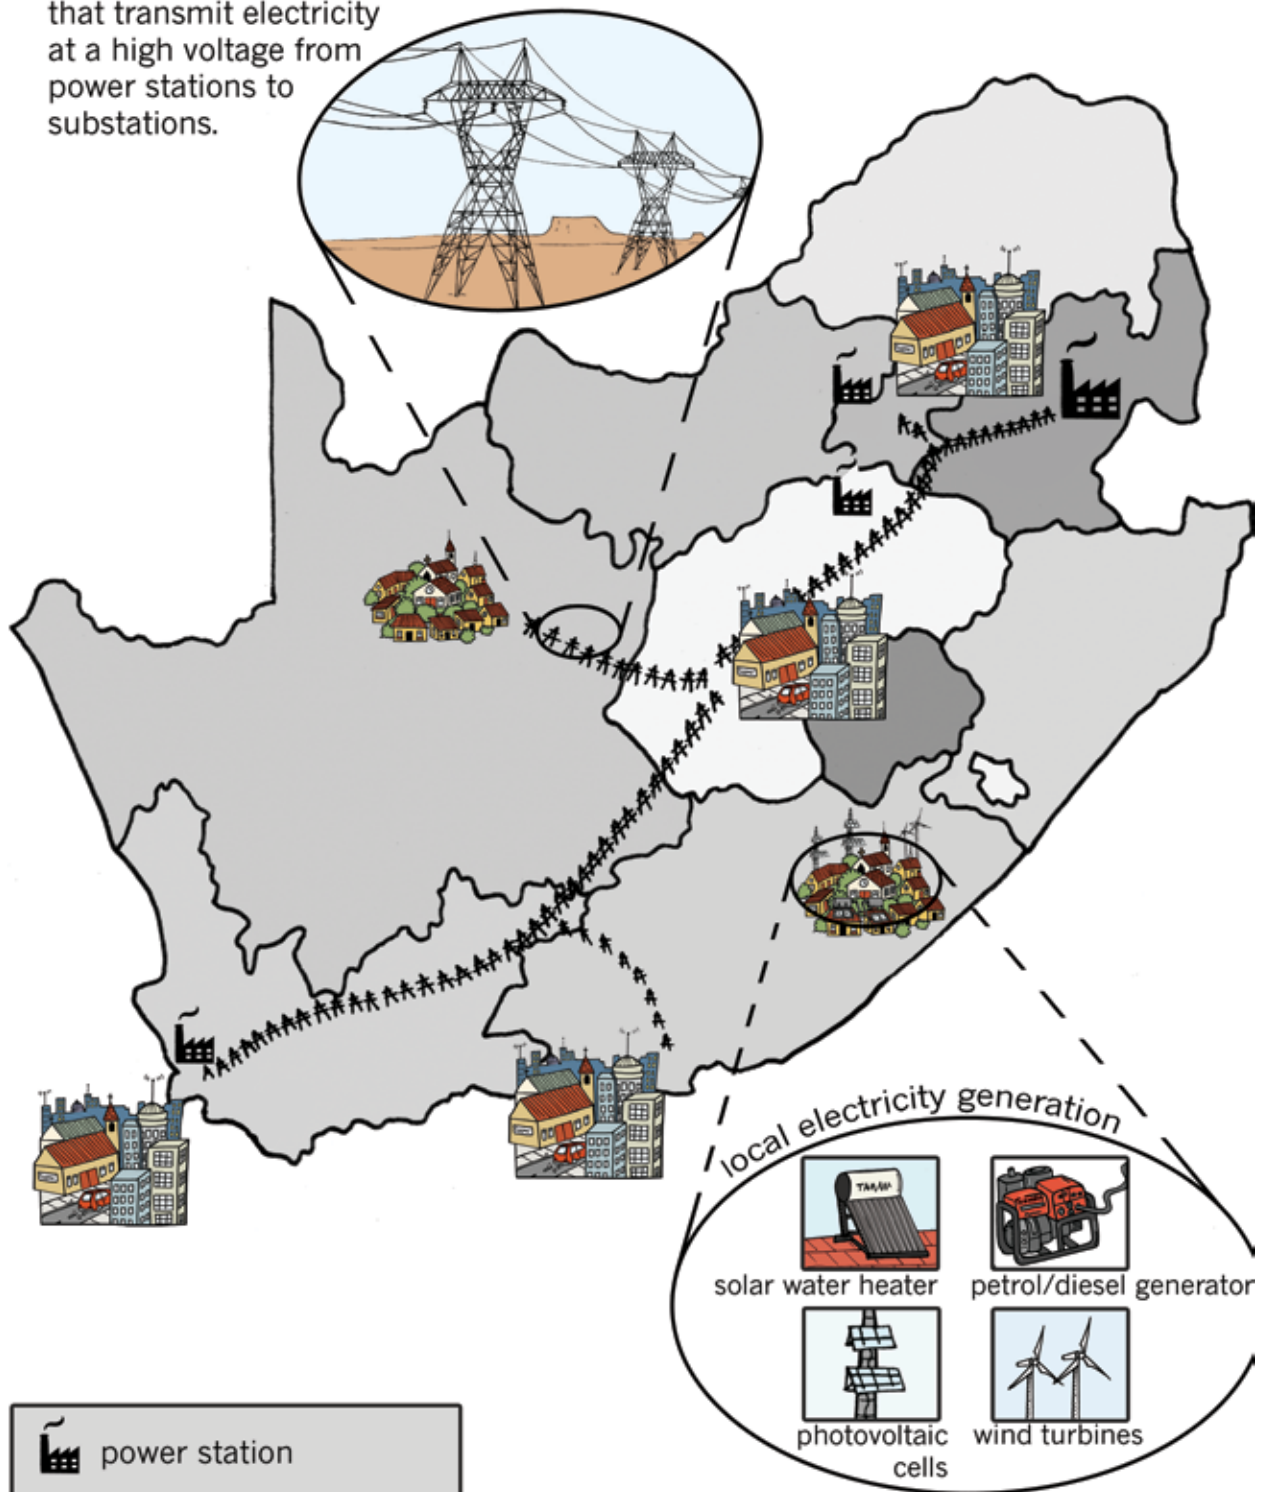 that transmit electricity
at a high voltage from
power stations to
substations.
local electricity generation
solar water heater
petrol/diesel generator
photovoltaic
cells
wind turbines
power station